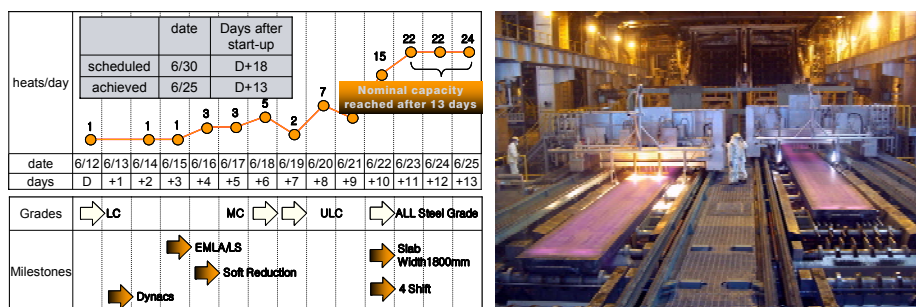 date
Days after
start-up
scheduled
6/30
D+18
achieved
6/25
D+13
heats/day
1
1
1
3
3
5
2
7
15
22
22
24
Nominal capacity
reached after 13 days
date
6/12
6/13
6/14
6/15
6/16
6/17
6/18
6/19
6/20
6/21
6/22
6/23
6/24
6/25
days
D
+1
+2
+3
+4
+5
+6
+7
+8
+9
+10
+11
+12
+13
Grades
LC
MC
ULC
ALL Steel Grade
Milestones
EMLA/LS
Slab
Width1800mm
Soft Reduction
Dynacs
4 Shift